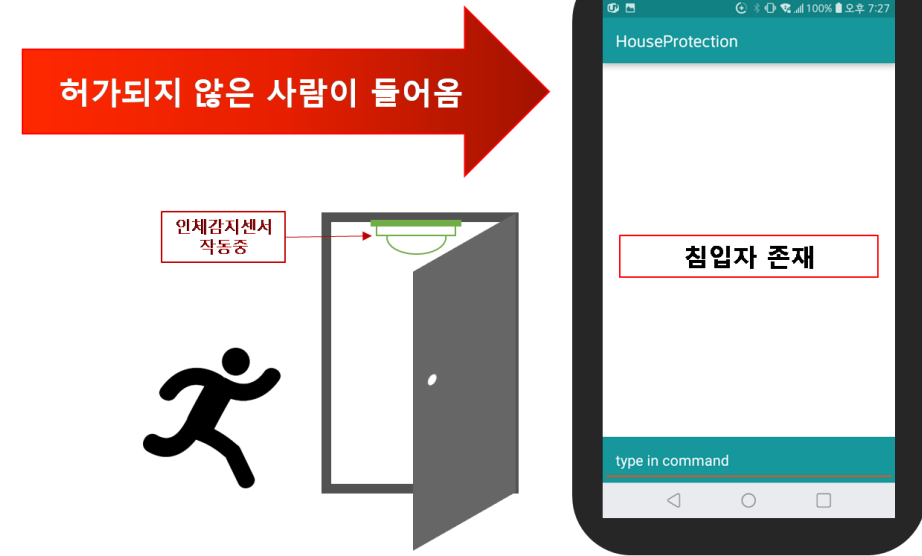 허가되지 않은 사람이 들어옴
인체감지센서
작동중
100% 오후 7:27
HouseProtection
침입자 존재
type in command